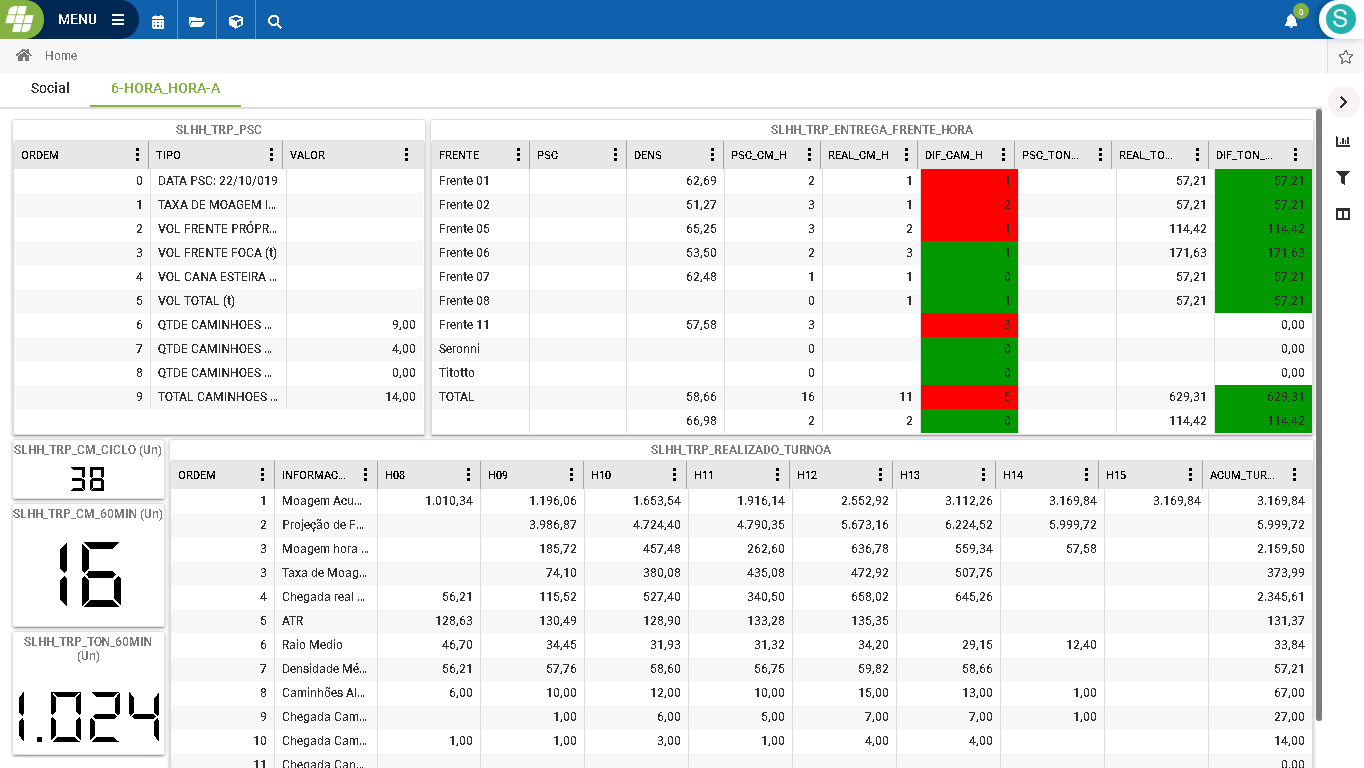 MENU
0
S
Home
Social 6-HORA_HORA-A
SLHH_TRP_PSC
ORDEM TIPO VALOR
0 DATA PSC: 22/10/019
1 TAXA DE MOAGEM I...
2 VOL FRENTE PRÓPR...
3 VOL FRENTE FOCA (t)
4 VOL CANA ESTEIRA ...
5 VOL TOTAL (t)
6 QTDE CAMINHOES ... 9,00
7 QTDE CAMINHOES ... 4,00
8 QTDE CAMINHOES ... 0,00
9 TOTAL CAMINHOES ... 14,00
SLHH_TRP_ENTREGA_FRENTE_HORA
FRENTE PSC DENS PSC_CM_H REAL_CM_H DIF_CAM_H PSC_TON... REAL_TO... DIF_TON_...
Frente 01 62,69 2 1 -1 57,21 57,21
Frente 02 51,27 3 1 -2 57,21 57,21
Frente 05 65,25 3 2 -1 114,42 114,42
Frente 06 53,50 2 3 1 171,63 171,63
Frente 07 62,48 1 1 0 57,21 57,21
Frente 08 0 1 1 57,21 57,21
Frente 11 57,58 3 -3 0,00
Seronni 0 0 0,00
Titotto 0 0 0,00
TOTAL 58,66 16 11 -5 629,31 629,31
66,98 2 2 0 114,42 114,42
SLHH_TRP_CM_CICLO (Un)
38
SLHH_TRP_CM_60MIN (Un)
16
SLHH_TRP_TON_60MIN
(Un)
1.024
SLHH_TRP_REALIZADO_TURNOA
ORDEM INFORMAC... H08 H09 H10 H11 H12 H13 H14 H15 ACUM_TUR...
1 Moagem Acu... 1.010,34 1.196,06 1.653,54 1.916,14 2.552,92 3.112,26 3.169,84 3.169,84 3.169,84
2 Projeção de F... 3.986,87 4.724,40 4.790,35 5.673,16 6.224,52 5.999,72 5.999,72
3 Moagem hora ... 185,72 457,48 262,60 636,78 559,34 57,58 2.159,50
3 Taxa de Moag... 74,10 380,08 435,08 472,92 507,75 373,99
4 Chegada real ... 56,21 115,52 527,40 340,50 658,02 645,26 2.345,61
5 ATR 128,63 130,49 128,90 133,28 135,35 131,37
6 Raio Medio 46,70 34,45 31,93 31,32 34,20 29,15 12,40 33,84
7 Densidade Mé... 56,21 57,76 58,60 56,75 59,82 58,66 57,21
8 Caminhões Al... 6,00 10,00 12,00 10,00 15,00 13,00 1,00 67,00
9 Chegada Cam... 1,00 6,00 5,00 7,00 7,00 1,00 27,00
10 Chegada Cam... 1,00 1,00 3,00 1,00 4,00 4,00 14,00
11 Chegada Can... 0,00